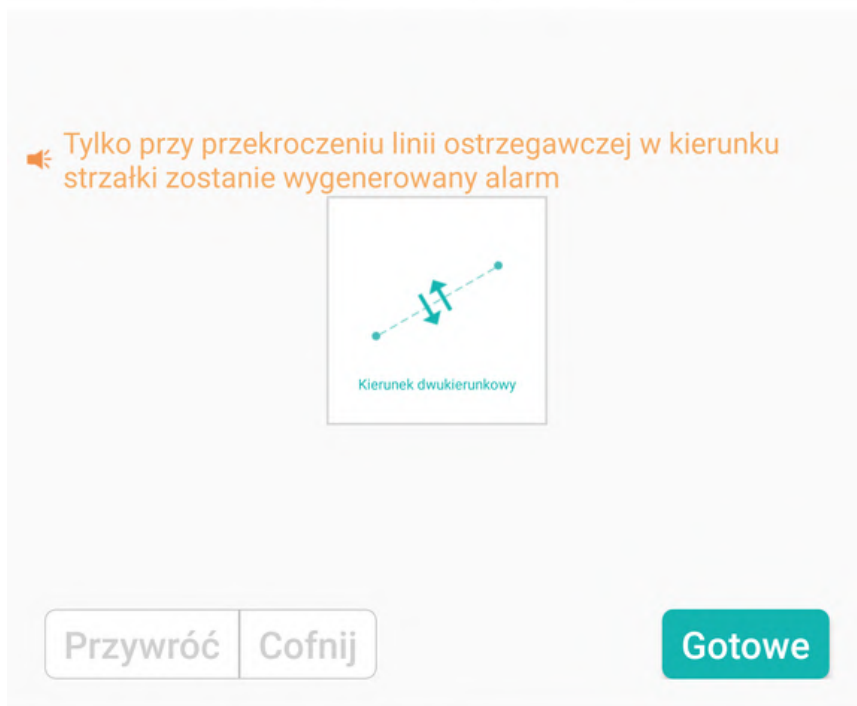 Tylko przy przekroczeniu linii ostrzegawczej w kierunku
strzałki zostanie wygenerowany alarm
Kierunek dwukierunkowy
Przywróć Cofnij Gotowe